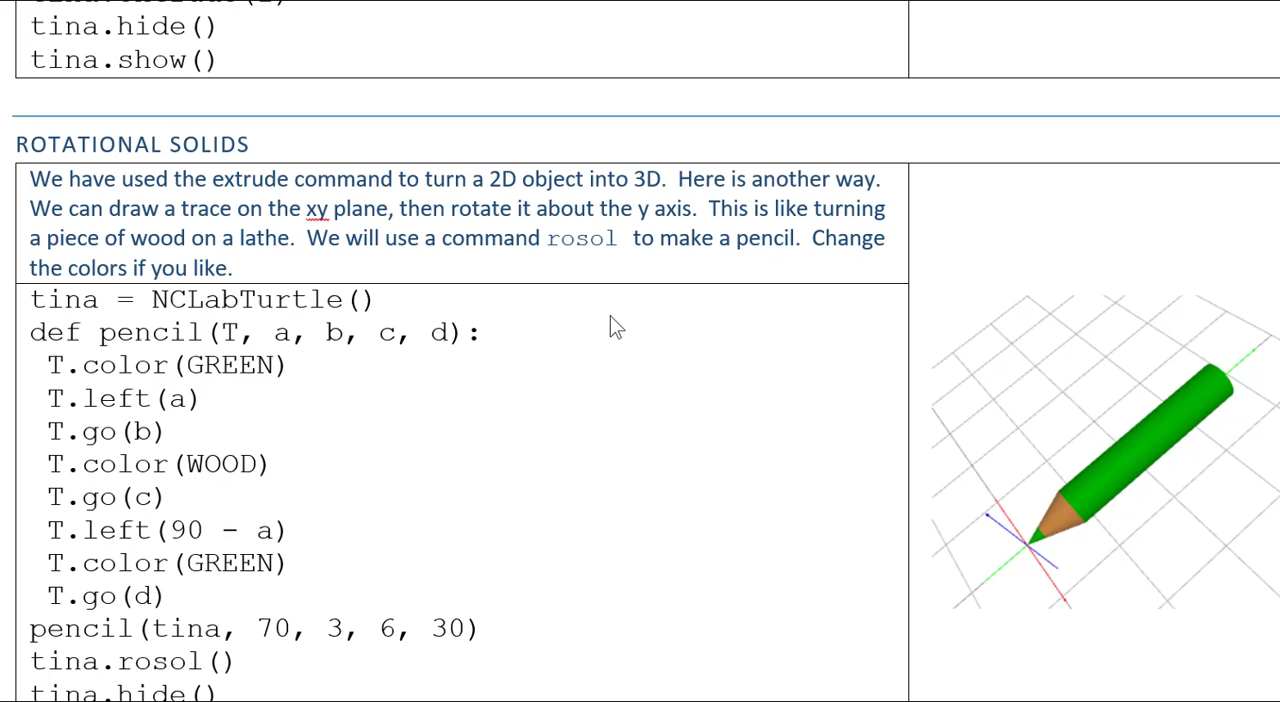 tina.hide()
tina.show()
ROTATIONAL SOLIDS
We have used the extrude command to turn a 2D object into 3D. Here is another way.
We can draw a trace on the xy plane, then rotate it about the y axis. This is like turning
a piece of wood on a lathe. We will use a command rosol to make a pencil. Change
the colors if you like.
tina = NCLabTurtle()
def pencil(T, a, b, c, d):
T.color(GREEN)
T.left(a)
T.go(b)
T.color(WOOD)
T.go(c)
T.left(90 - a)
T.color(GREEN)
T.go(d)
pencil(tina, 70, 3, 6, 30)
tina.rosol()
tina.hide()